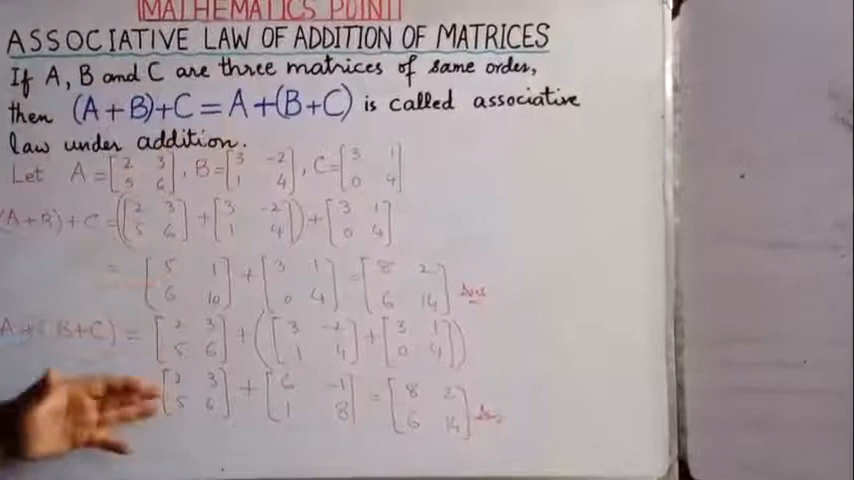 MATHEMATICS POINT
ASSOCIATIVE LAW OF ADDITION OF MATRICES
If A, B and C are three matrices of same order,
then (A+B)+C = A+(B+C) is called associative
law under addition.
Let A = [2 3; 5 6], B = [3 -2; 1 4], C = [3 1; 0 4]
(A+B)+C = ([2 3; 5 6] + [3 -2; 1 4]) + [3 1; 0 4]
= [5 1; 6 10] + [3 1; 0 4] = [8 2; 6 14] Ans
A+(B+C) = [2 3; 5 6] + ([3 -2; 1 4] + [3 1; 0 4])
[2 3; 5 6] + [6 -1; 1 8] = [8 2; 6 14] Ans